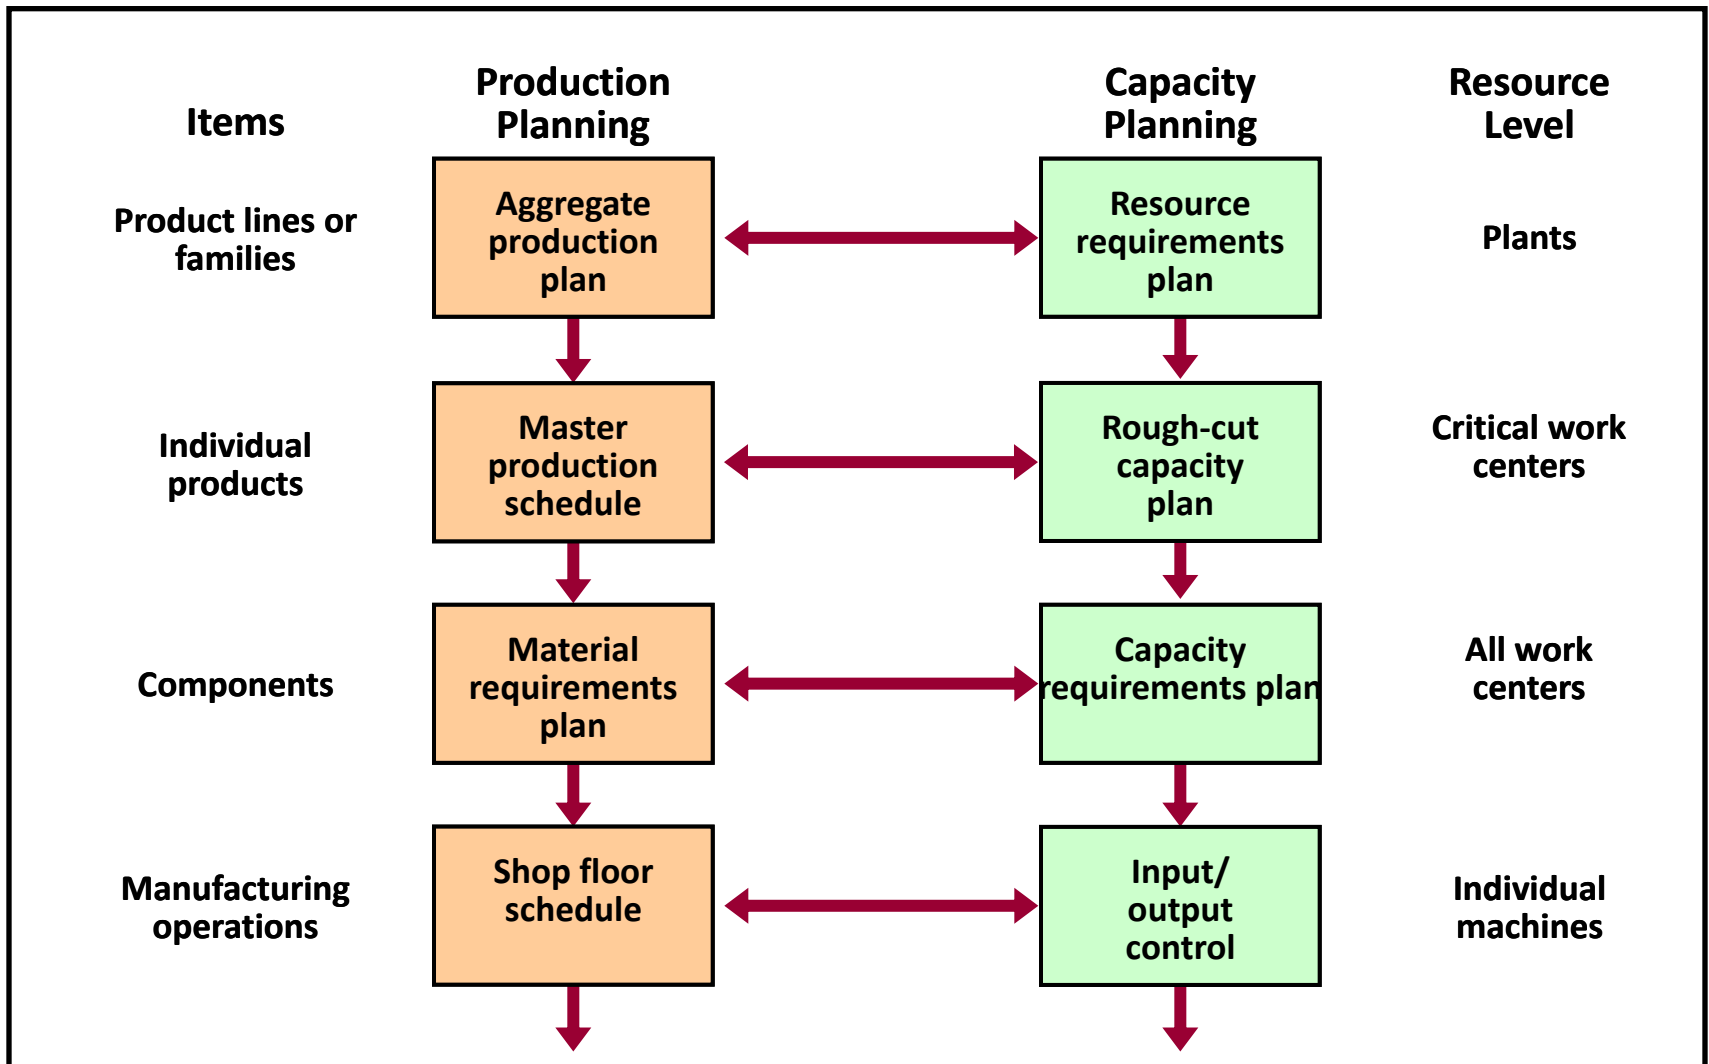 Items
Production
Planning
Capacity
Planning
Resource
Level
Product lines or
families
Aggregate
production
plan
Resource
requirements
plan
Plants
Individual
products
Master
production
schedule
Rough-cut
capacity
plan
Critical work
centers
Components
Material
requirements
plan
Capacity
requirements plan
All work
centers
Manufacturing
operations
Shop floor
schedule
Input/
output
control
Individual
machines